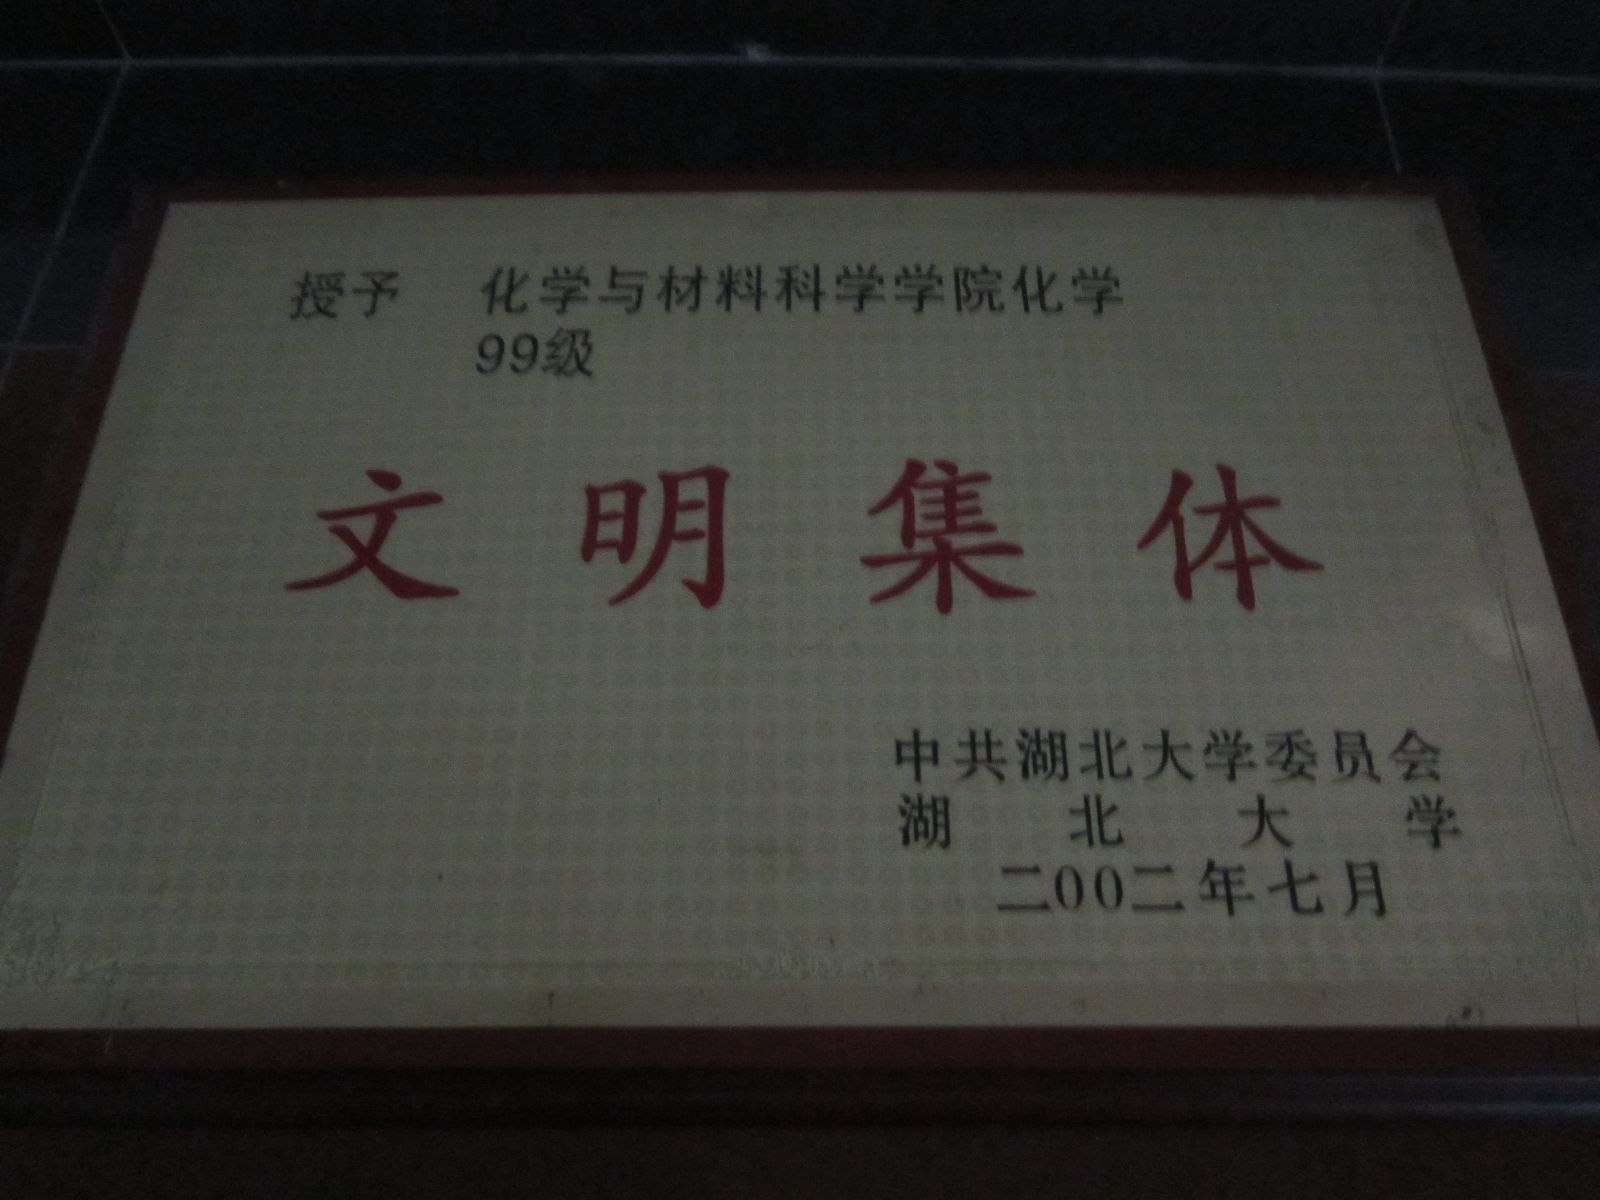 授予 化学与材料科学学院化学
99级
文明集体
中共湖北大学委员会
湖北大学
二00二年七月